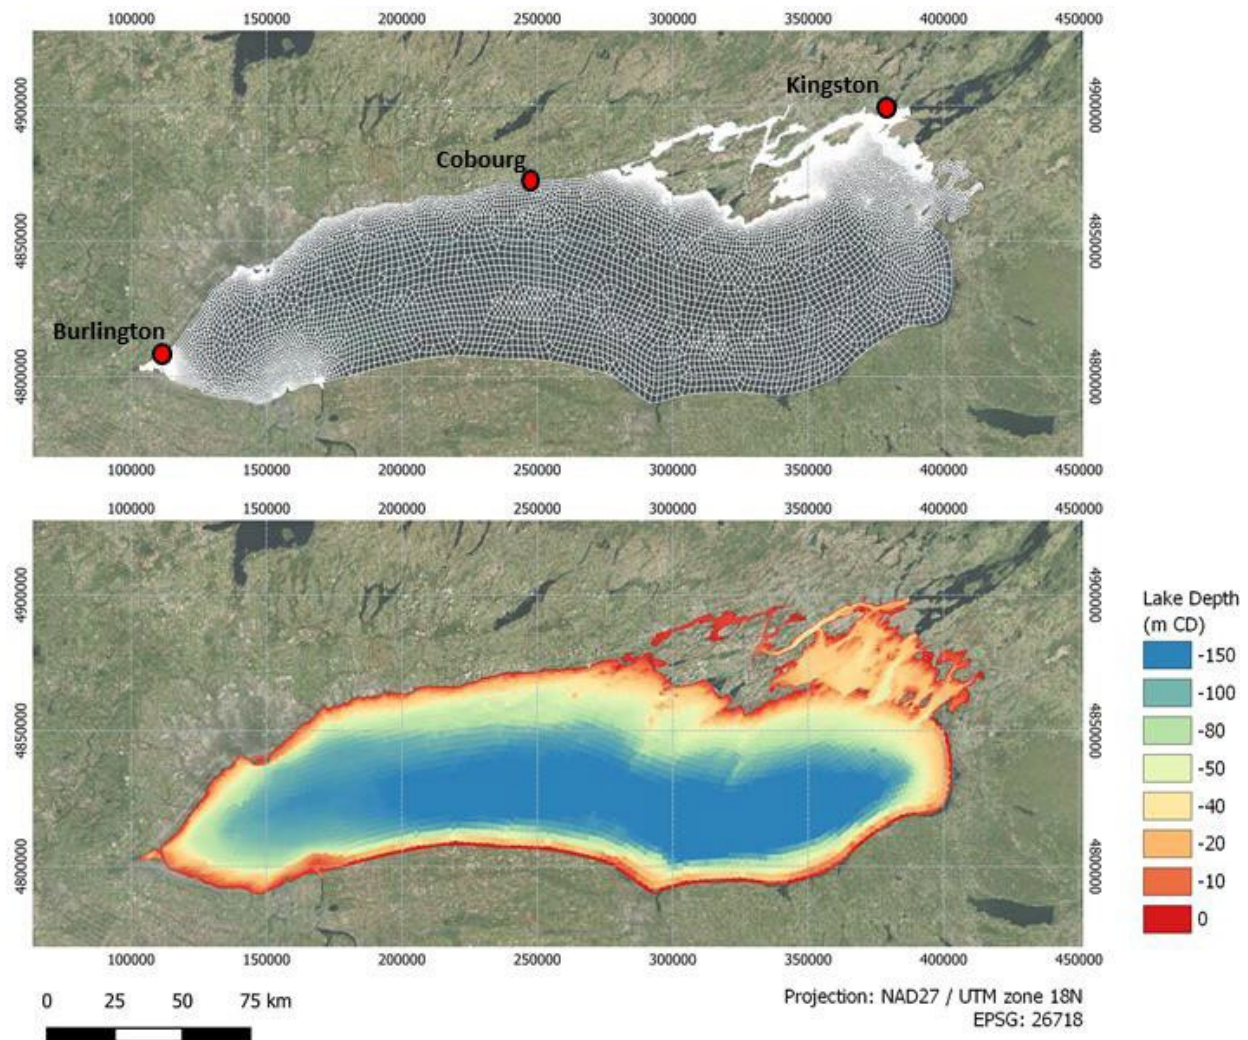 100000 150000 200000 250000 300000 350000 400000 450000
4900000
4900000
Kingston
Cobourg
4850000
4850000
Burlington
4800000
4800000
100000 150000 200000 250000 300000 350000 400000 450000
100000 150000 200000 250000 300000 350000 400000 450000
4900000
4900000
4850000
4850000
4800000
4800000
100000 150000 200000 250000 300000 350000 400000 450000
Lake Depth
(m CD)
-150
-100
-80
-50
-40
-20
-10
0
0 25 50 75 km
Projection: NAD27 / UTM zone 18N
EPSG: 26718